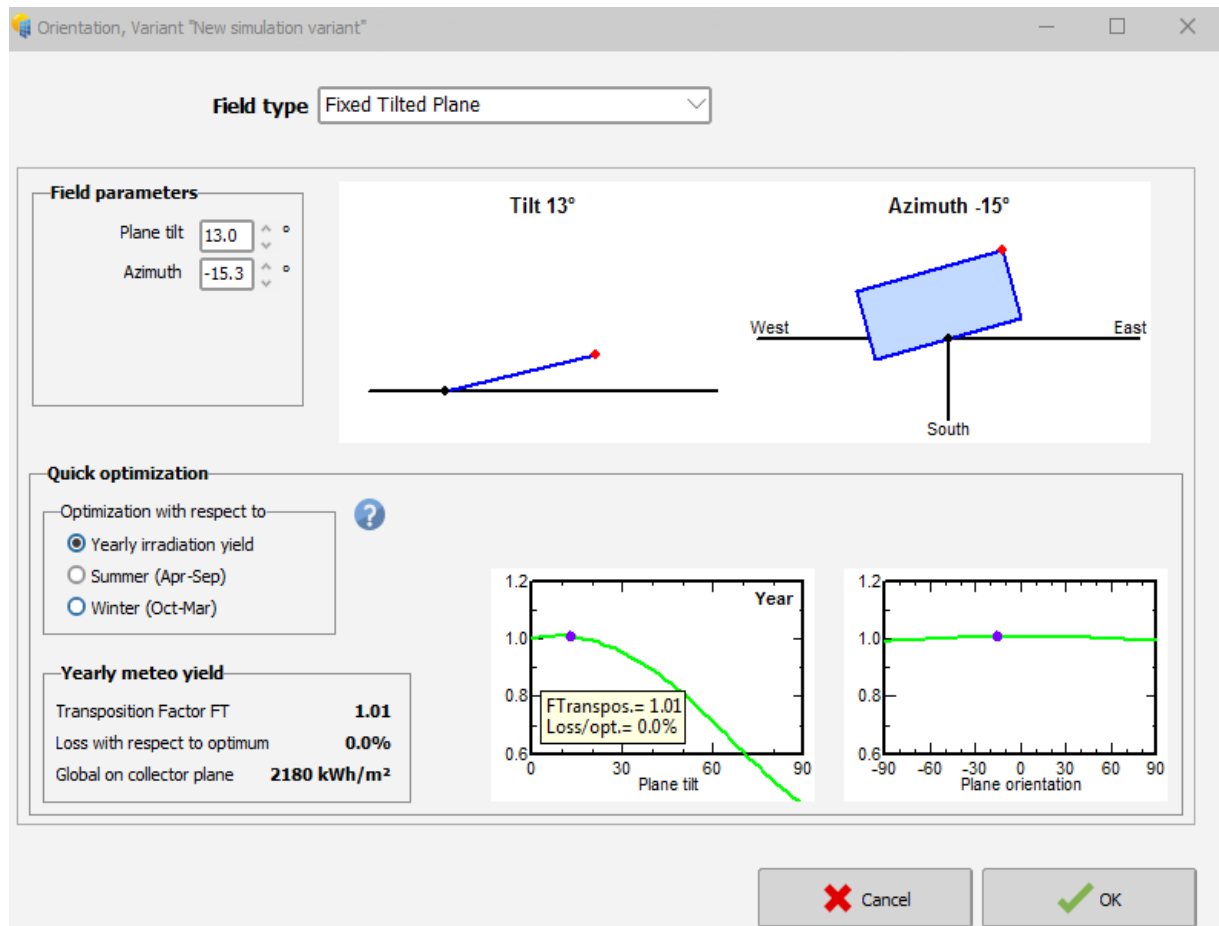 Orientation, Variant "New simulation variant"
Field type Fixed Tilted Plane
Field parameters
Plane tilt 13.0 °
Azimuth -15.3 °
Tilt 13°
Azimuth -15°
West East
South
Quick optimization
Optimization with respect to
Yearly irradiation yield
Summer (Apr-Sep)
Winter (Oct-Mar)
?
Yearly meteo yield
Transposition Factor FT 1.01
Loss with respect to optimum 0.0%
Global on collector plane 2180 kWh/m²
1.2
Year
1.0
0.8
FTranspos.= 1.01
Loss/opt.= 0.0%
0.6
0 30 60 90
Plane tilt
1.2
1.0
0.8
0.6
-90 -60 -30 0 30 60 90
Plane orientation
Cancel OK